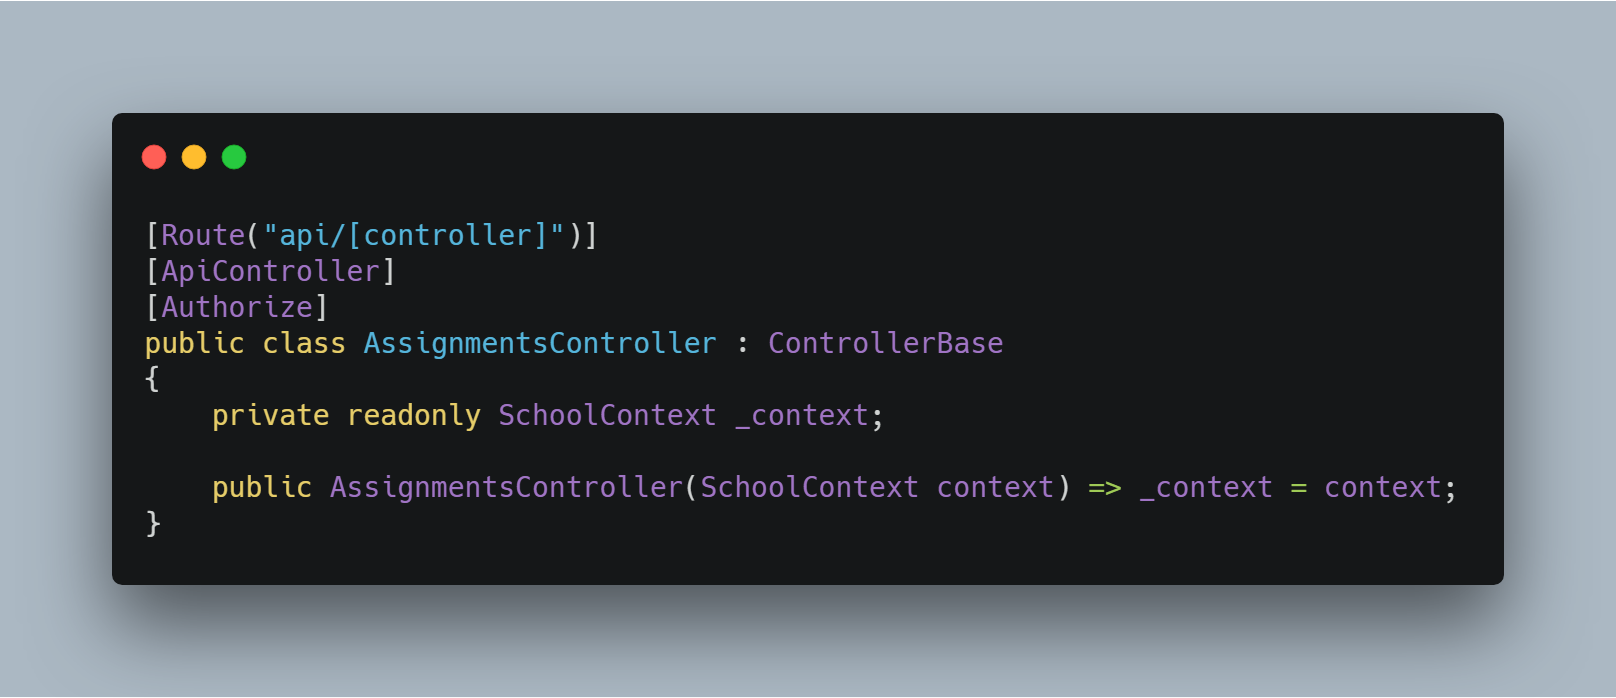 [Route("api/[controller]")]
[ApiController]
[Authorize]
public class AssignmentsController : ControllerBase
{
    private readonly SchoolContext _context;

    public AssignmentsController(SchoolContext context) => _context = context;
}